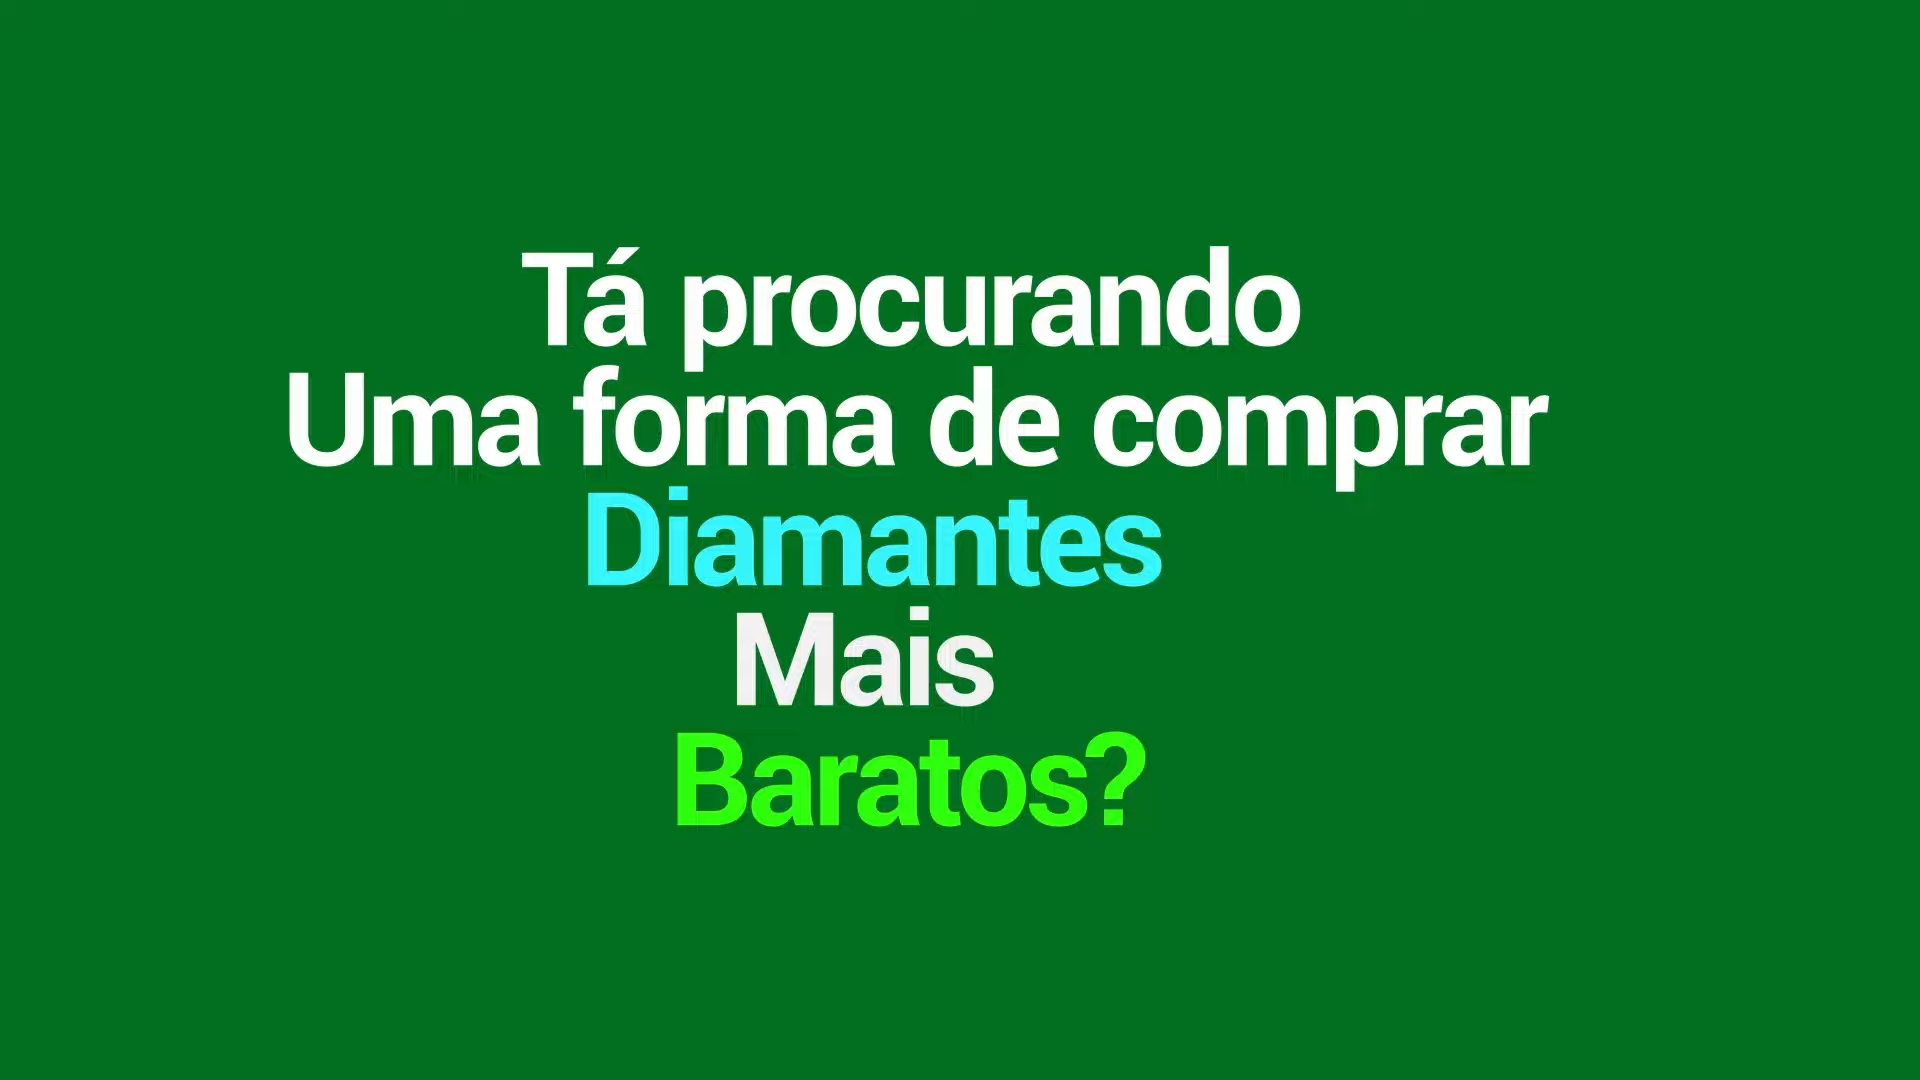 Tá procurando
Uma forma de comprar
Diamantes
Mais
Baratos?